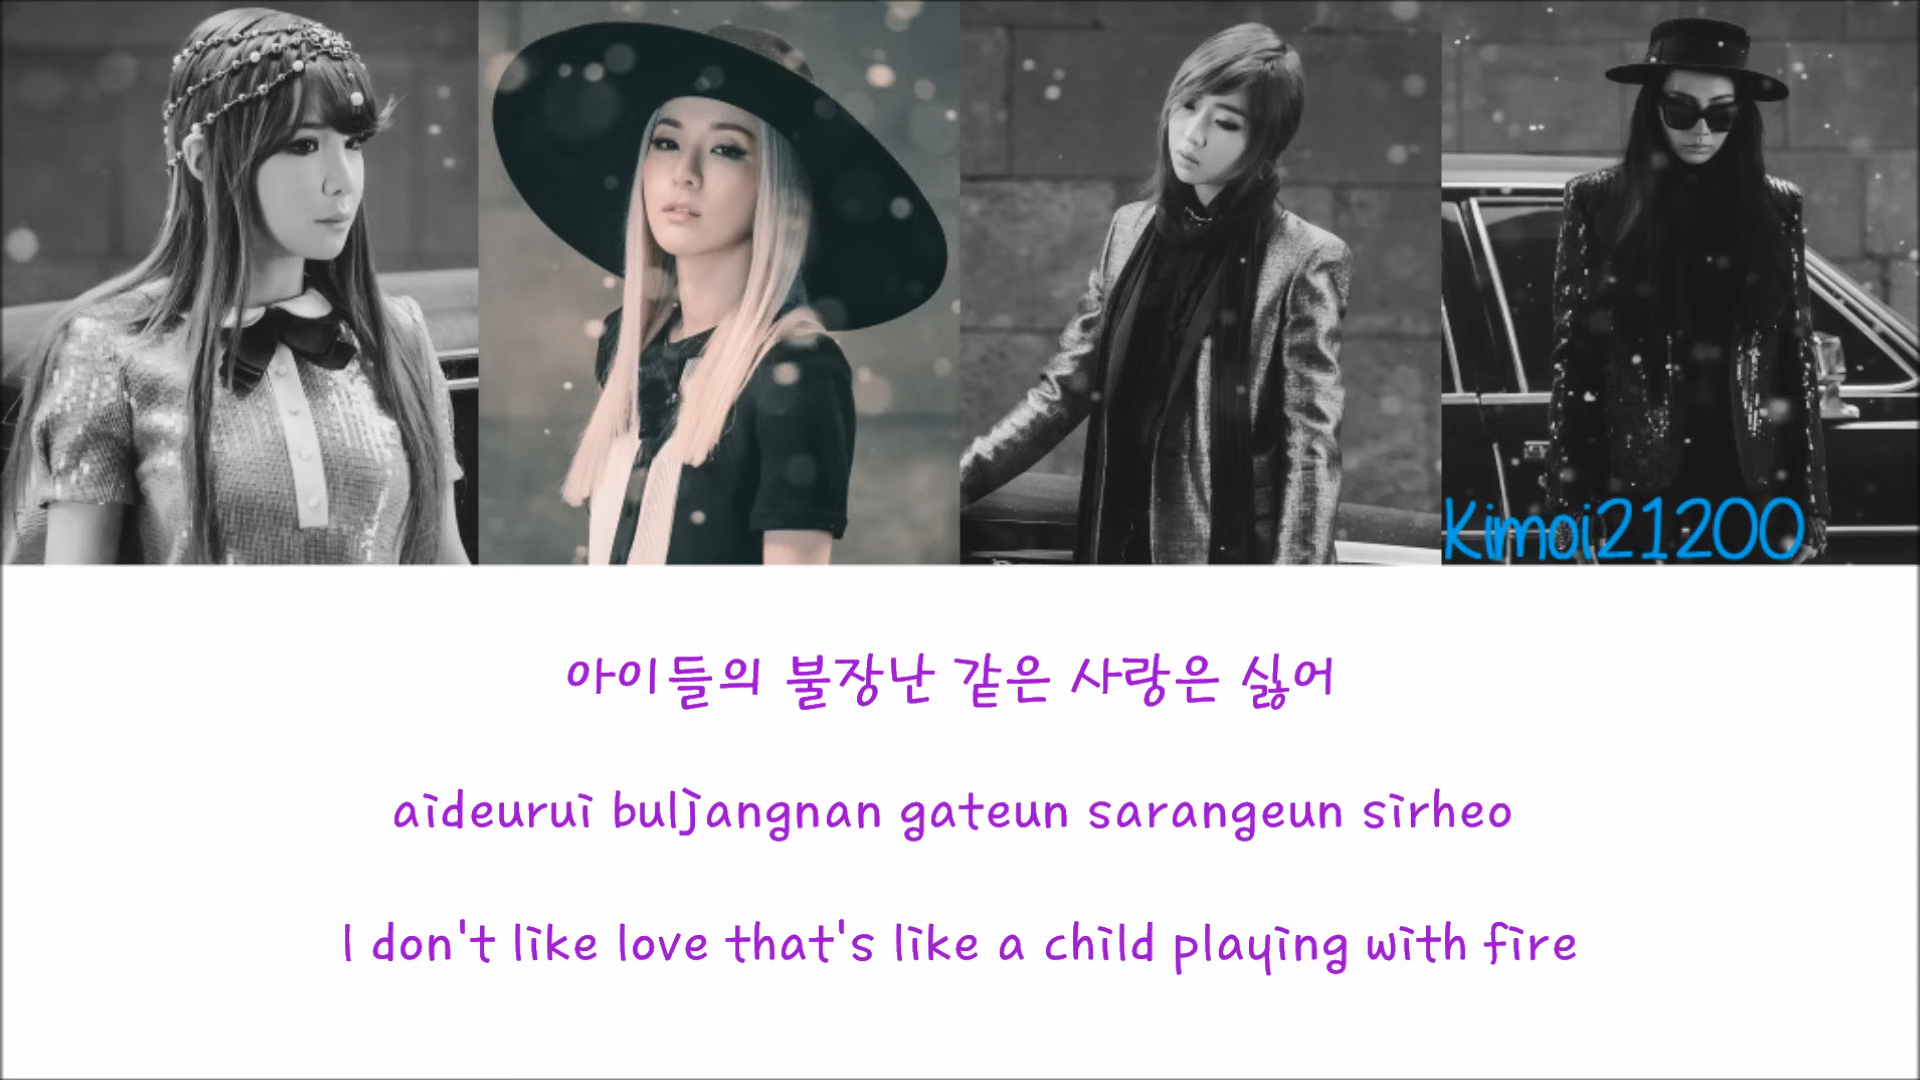 Kimoi21200
아이들의 불장난 같은 사랑은 싫어
aideurui buljangnan gateun sarangeun sirheo
I don't like love that's like a child playing with fire